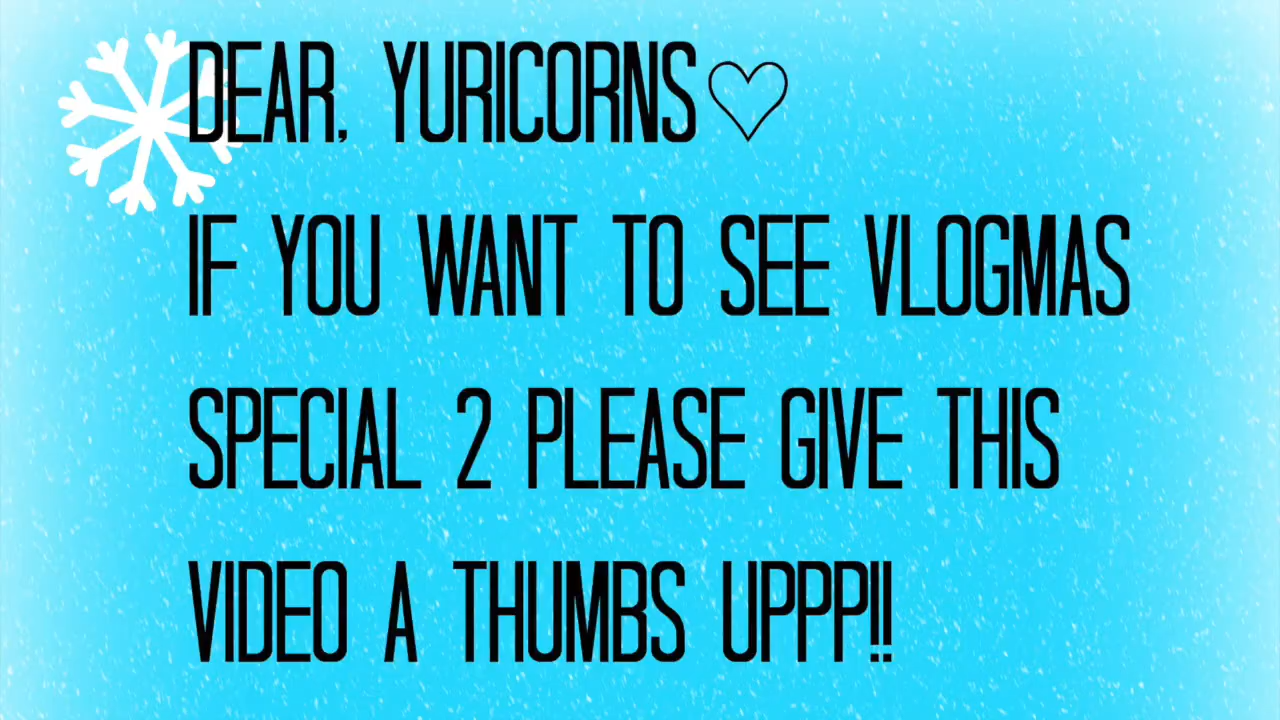 DEAR, YURICORNS♡
IF YOU WANT TO SEE VLOGMAS
SPECIAL 2 PLEASE GIVE THIS
VIDEO A THUMBS UPPP!!